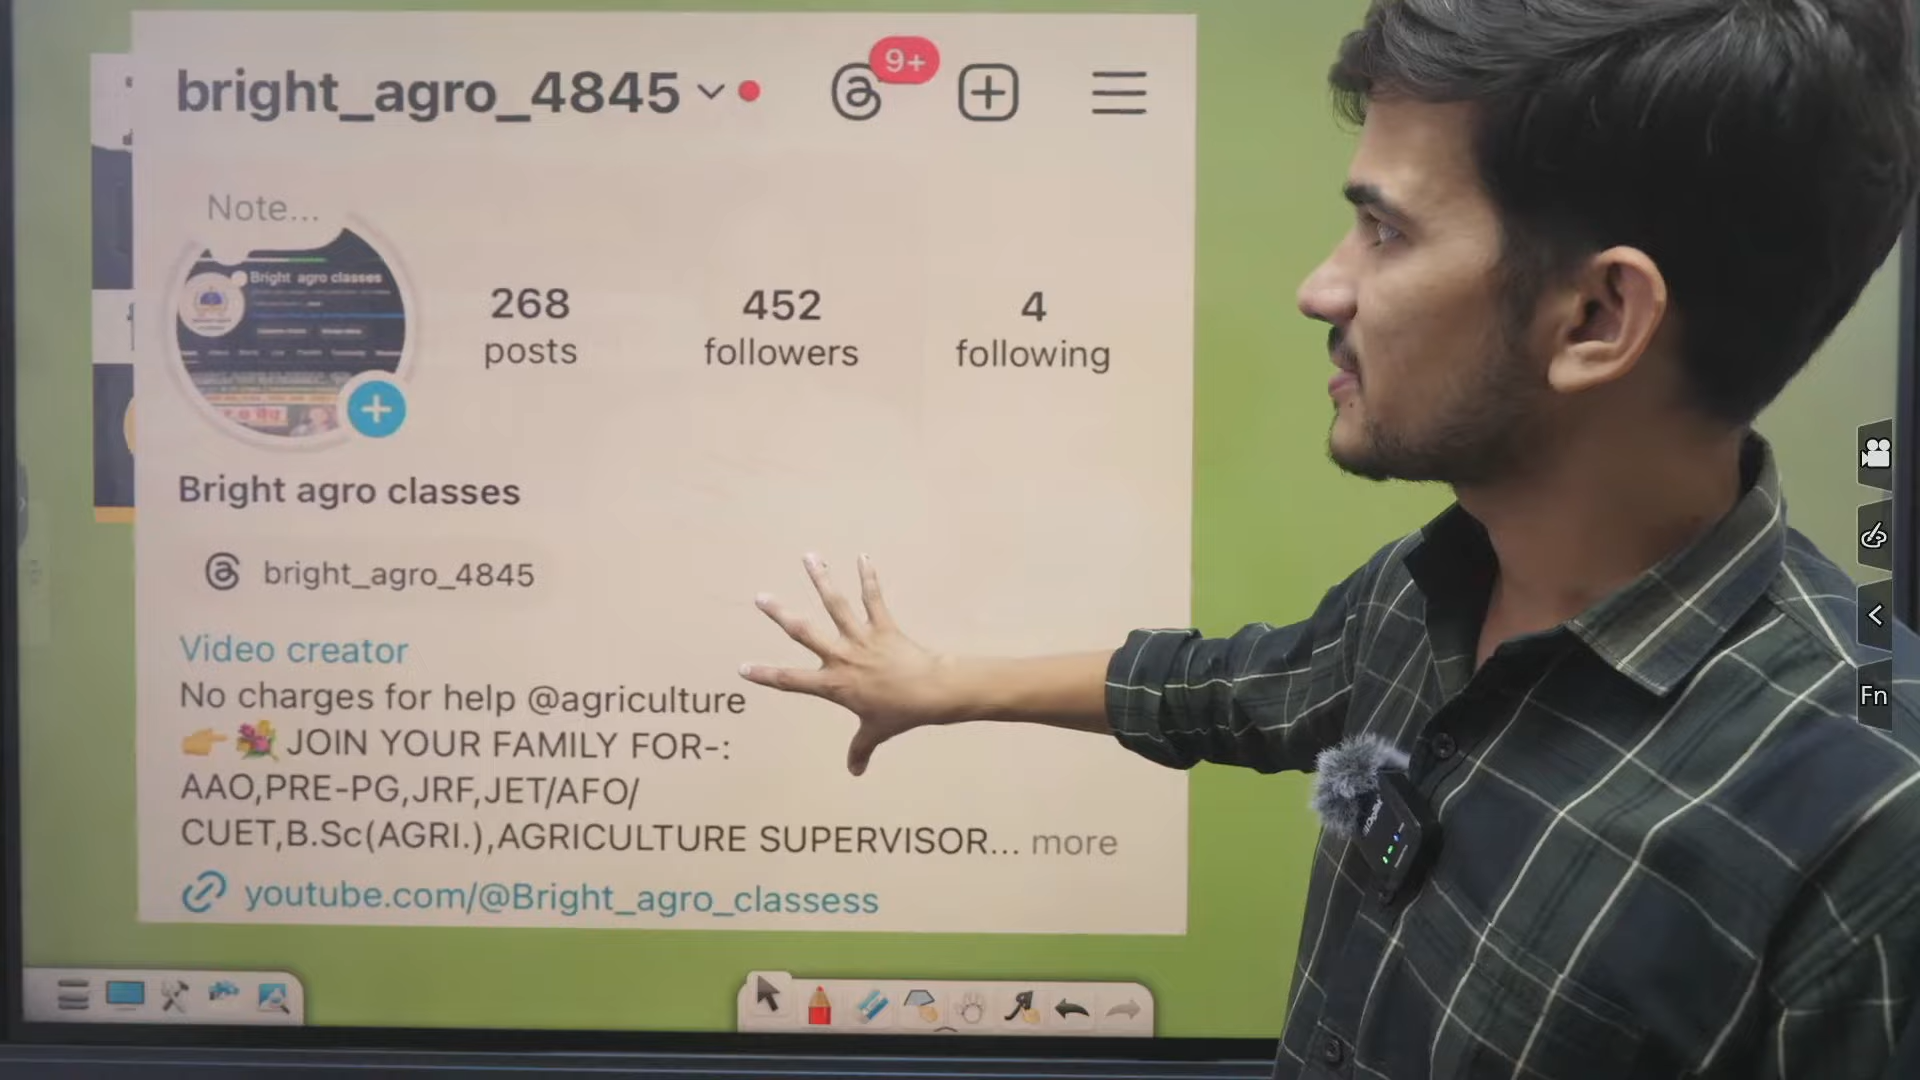 bright_agro_4845
9+
Note...
Bright agro classes
268
posts
452
followers
4
following
Bright agro classes
bright_agro_4845
Video creator
No charges for help @agriculture
👉💐 JOIN YOUR FAMILY FOR-:
AAO,PRE-PG,JRF,JET/AFO/
CUET,B.Sc(AGRI.),AGRICULTURE SUPERVISOR... more
youtube.com/@Bright_agro_classess
Fn